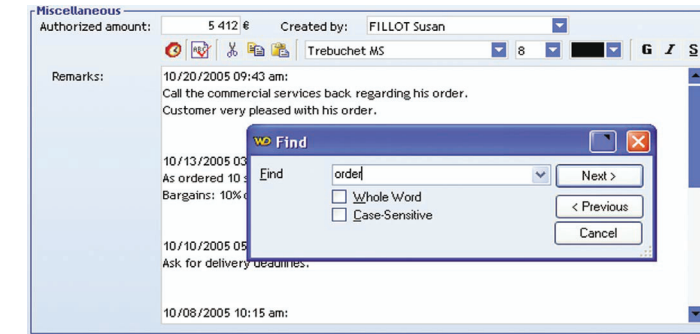 Miscellaneous
Authorized amount: 5 412 € Created by: FILLOT Susan
Trebuchet MS 8 G I S
Remarks: 10/20/2005 09:43 am:
Call the commercial services back regarding his order.
Customer very pleased with his order.
WD Find
10/13/2005 03
Find order Next >
As ordered 10
Whole Word
Bargains: 10%
< Previous
Case-Sensitive
Cancel
10/10/2005 05
Ask for delivery deadlines.
10/08/2005 10:15 am: